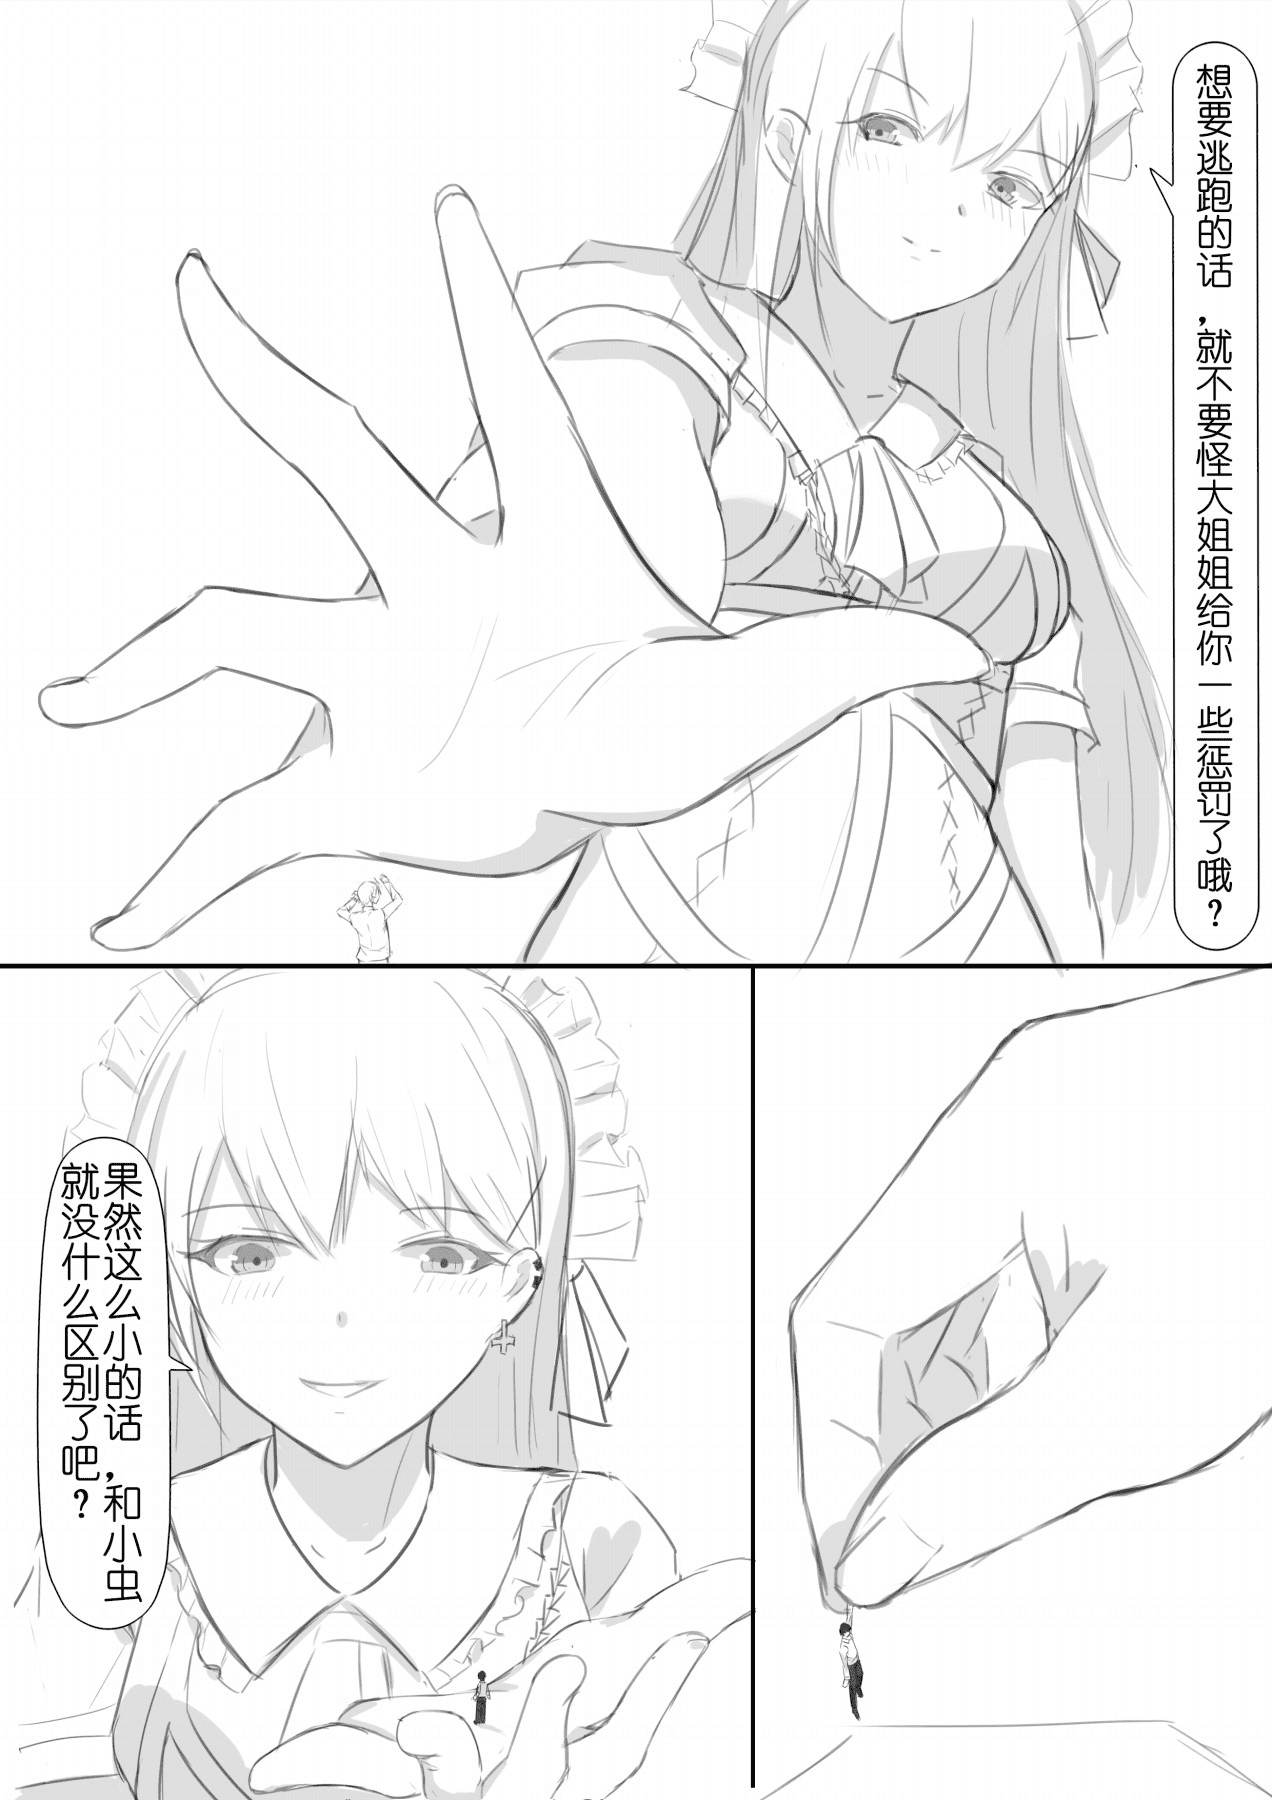 想要逃跑的话，就不要怪大姐姐给你一些惩罚了哦？
果然这么小的话，和小虫
就没什么区别了吧？